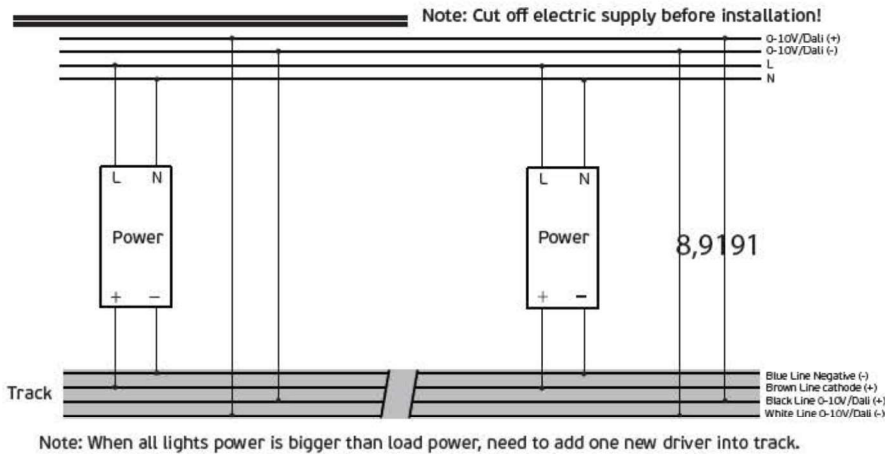 Note: Cut off electric supply before installation!
0-10V/Dali (+)
0-10V/Dali (-)
L
N
L N
Power
+ −
L N
Power
+ −
8,9191
Track
Blue Line Negative (-)
Brown Line cathode (+)
Black Line 0-10V/Dali (+)
White Line 0-10V/Dali (-)
Note: When all lights power is bigger than load power, need to add one new driver into track.